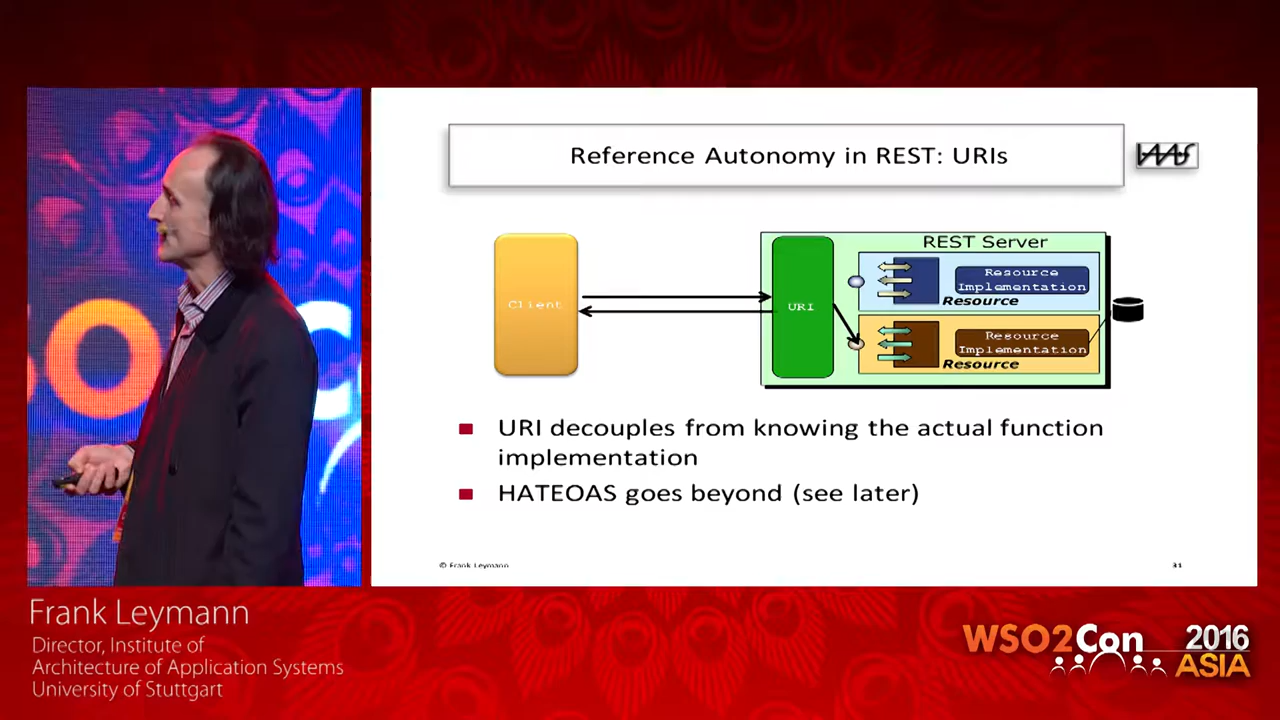 Reference Autonomy in REST: URIs
IAAS
REST Server
Client
URI
Resource
Implementation
Resource
Resource
Implementation
Resource
URI decouples from knowing the actual function
implementation
HATEOAS goes beyond (see later)
© Frank Leymann
31
Frank Leymann
Director, Institute of
Architecture of Application Systems
University of Stuttgart
WSO2Con 2016
ASIA